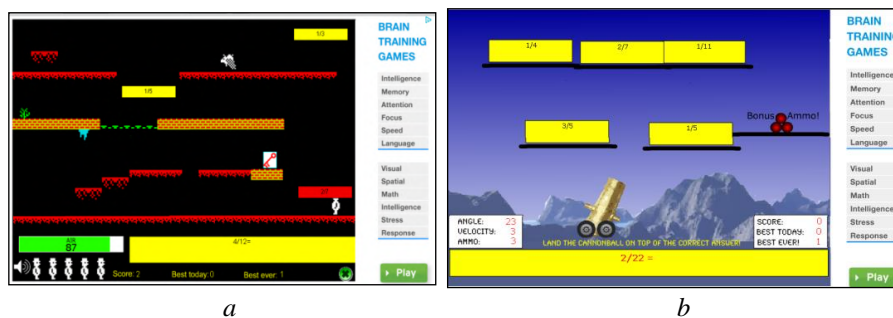 1/3
1/6
AIR
87
4/12=
Score: 2
Best today: 0
Best ever: 1
BRAIN
TRAINING
GAMES
Intelligence
Memory
Attention
Focus
Speed
Language
Visual
Spatial
Math
Intelligence
Stress
Response
Play
a
1/4
2/7
1/11
3/5
1/5
Bonus Ammo!
ANGLE: 23
VELOCITY: 3
AMMO: 3
LAND THE CANNONBALL ON TOP OF THE CORRECT ANSWER!
SCORE: 0
BEST TODAY: 0
BEST EVER! 1
2/22 =
BRAIN
TRAINING
GAMES
Intelligence
Memory
Attention
Focus
Speed
Language
Visual
Spatial
Math
Intelligence
Stress
Response
Play
b